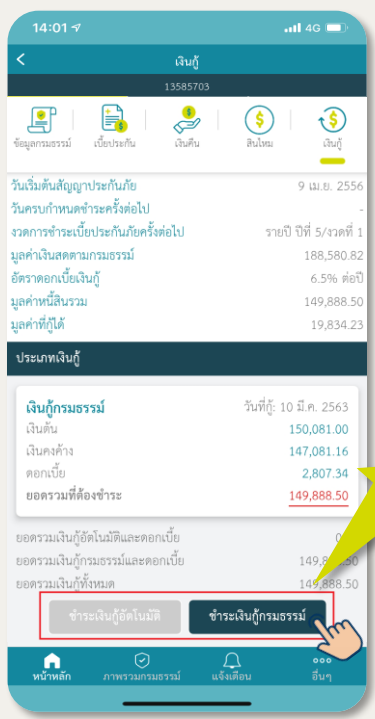 14:01 4G
เงินกู้
13585703
ข้อมูลกรมธรรม์ เบี้ยประกัน เงินคืน สินไหม เงินกู้
วันเริ่มต้นสัญญาประกันภัย 9 เม.ย. 2556
วันครบกำหนดชำระครั้งต่อไป -
งวดการชำระเบี้ยประกันภัยครั้งต่อไป รายปี ปีที่ 5/งวดที่ 1
มูลค่าเงินสดตามกรมธรรม์ 188,580.82
อัตราดอกเบี้ยเงินกู้ 6.5% ต่อปี
มูลค่าหนี้สินรวม 149,888.50
มูลค่าที่กู้ได้ 19,834.23
ประเภทเงินกู้
เงินกู้กรมธรรม์ วันที่กู้: 10 มี.ค. 2563
เงินต้น 150,081.00
เงินคงค้าง 147,081.16
ดอกเบี้ย 2,807.34
ยอดรวมที่ต้องชำระ 149,888.50
ยอดรวมเงินกู้อัตโนมัติและดอกเบี้ย
ยอดรวมเงินกู้กรมธรรม์และดอกเบี้ย
ยอดรวมเงินกู้ทั้งหมด 149,888.50
ชำระเงินกู้อัตโนมัติ ชำระเงินกู้กรมธรรม์
หน้าหลัก ภาพรวมกรมธรรม์ แจ้งเตือน อื่นๆ